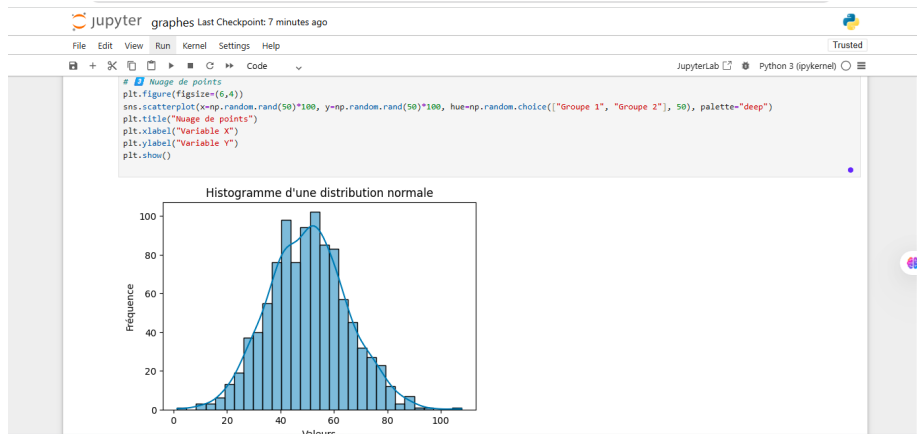 jupyter graphes Last Checkpoint: 7 minutes ago
File Edit View Run Kernel Settings Help Trusted
Code JupyterLab Python 3 (ipykernel)
# 3 Nuage de points
plt.figure(figsize=(6,4))
sns.scatterplot(x=np.random.rand(50)*100, y=np.random.rand(50)*100, hue=np.random.choice(["Groupe 1", "Groupe 2"], 50), palette="deep")
plt.title("Nuage de points")
plt.xlabel("Variable X")
plt.ylabel("Variable Y")
plt.show()
Histogramme d'une distribution normale
100
80
60
40
20
0
Fréquence
0 20 40 60 80 100
Valeurs